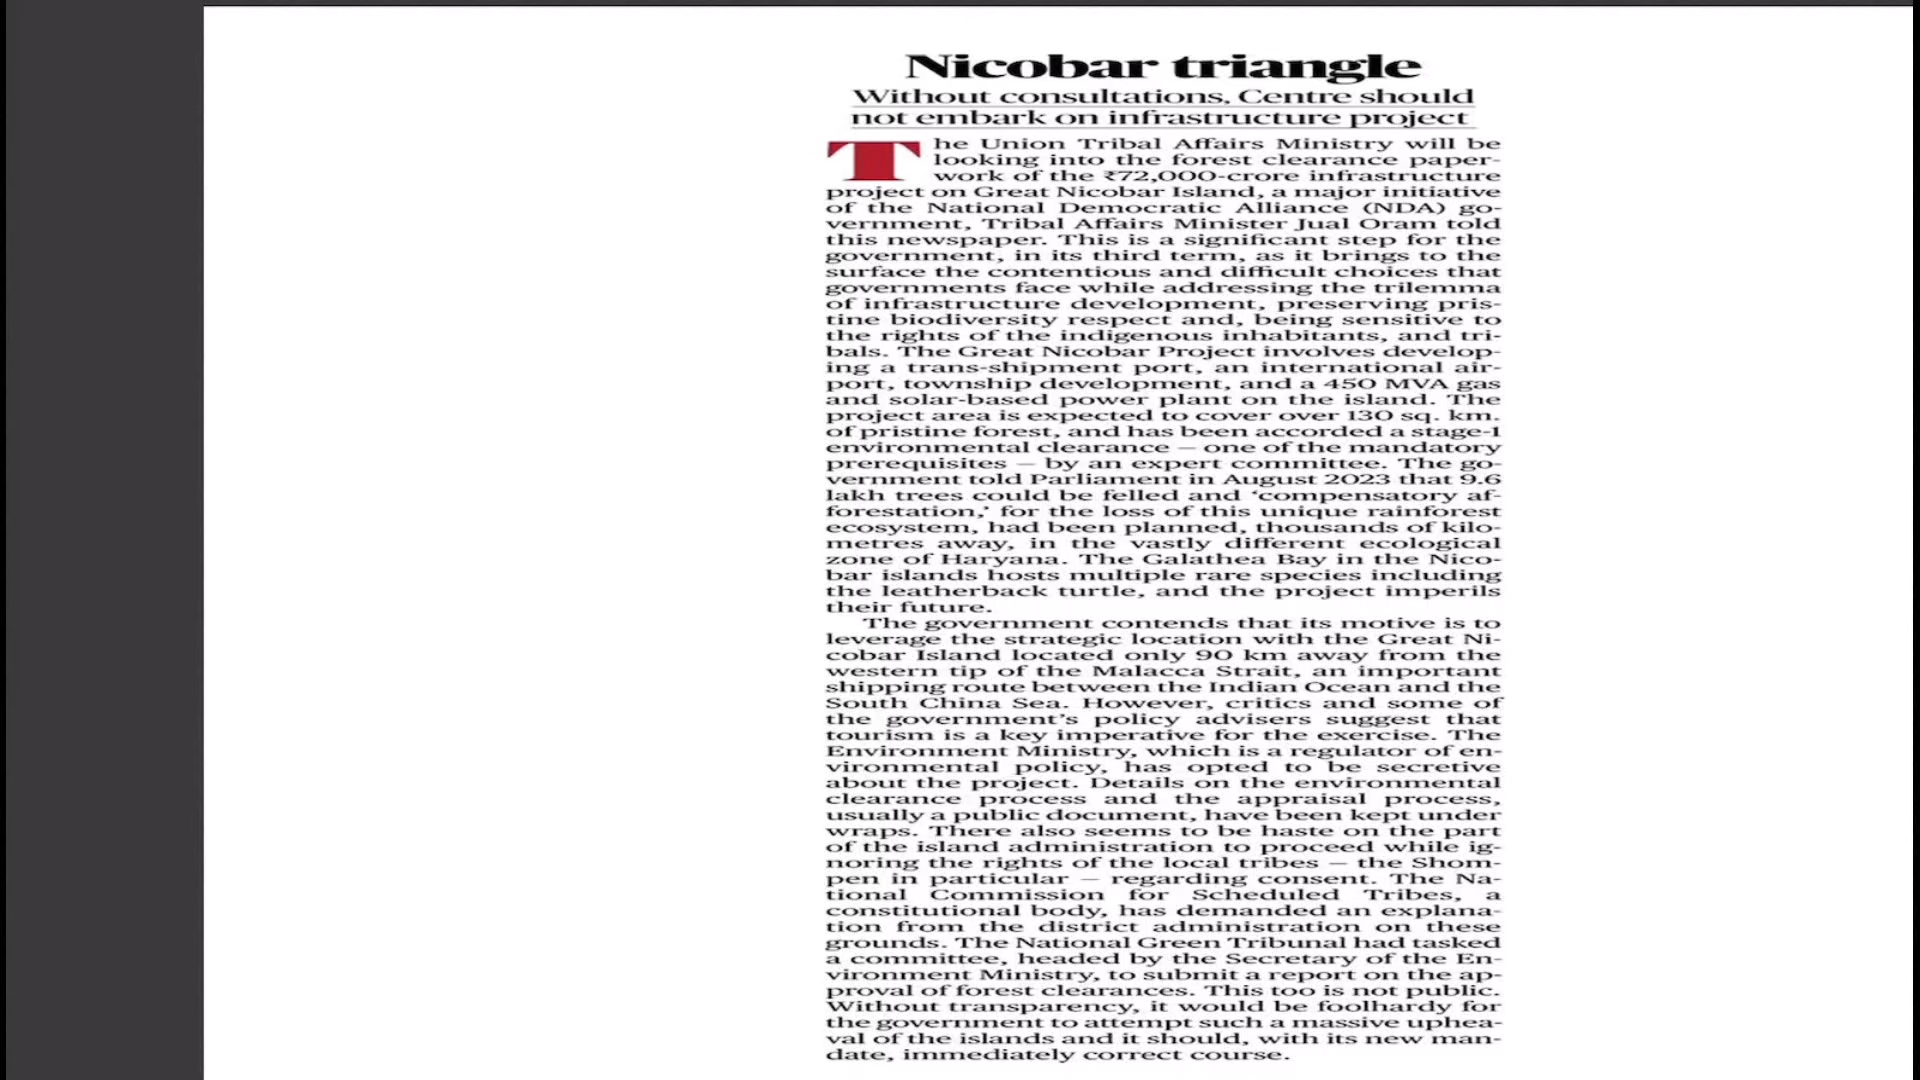 Nicobar triangle
Without consultations, Centre should
not embark on infrastructure project
The Union Tribal Affairs Ministry will be
looking into the forest clearance paper-
work of the ₹72,000-crore infrastructure
project on Great Nicobar Island, a major initiative
of the National Democratic Alliance (NDA) go-
vernment, Tribal Affairs Minister Jual Oram told
this newspaper. This is a significant step for the
government, in its third term, as it brings to the
surface the contentious and difficult choices that
governments face while addressing the trilemma
of infrastructure development, preserving pris-
tine biodiversity respect and, being sensitive to
the rights of the indigenous inhabitants, and tri-
bals. The Great Nicobar Project involves develop-
ing a trans-shipment port, an international air-
port, township development, and a 450 MVA gas
and solar-based power plant on the island. The
project area is expected to cover over 130 sq. km.
of pristine forest, and has been accorded a stage-1
environmental clearance — one of the mandatory
prerequisites — by an expert committee. The go-
vernment told Parliament in August 2023 that 9.6
lakh trees could be felled and ‘compensatory af-
forestation,’ for the loss of this unique rainforest
ecosystem, had been planned, thousands of kilo-
metres away, in the vastly different ecological
zone of Haryana. The Galathea Bay in the Nico-
bar islands hosts multiple rare species including
the leatherback turtle, and the project imperils
their future.
The government contends that its motive is to
leverage the strategic location with the Great Ni-
cobar Island located only 90 km away from the
western tip of the Malacca Strait, an important
shipping route between the Indian Ocean and the
South China Sea. However, critics and some of
the government’s policy advisers suggest that
tourism is a key imperative for the exercise. The
Environment Ministry, which is a regulator of en-
vironmental policy, has opted to be secretive
about the project. Details on the environmental
clearance process and the appraisal process,
usually a public document, have been kept under
wraps. There also seems to be haste on the part
of the island administration to proceed while ig-
noring the rights of the local tribes — the Shom-
pen in particular — regarding consent. The Na-
tional Commission for Scheduled Tribes, a
constitutional body, has demanded an explana-
tion from the district administration on these
grounds. The National Green Tribunal had tasked
a committee, headed by the Secretary of the En-
vironment Ministry, to submit a report on the ap-
proval of forest clearances. This too is not public.
Without transparency, it would be foolhardy for
the government to attempt such a massive uphea-
val of the islands and it should, with its new man-
date, immediately correct course.